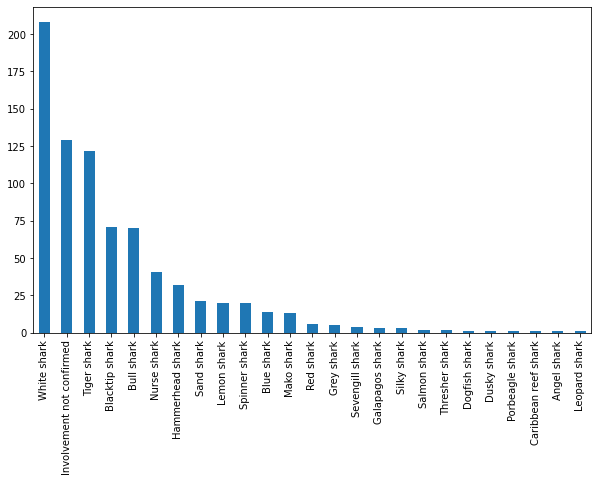 200
175
150
125
100
75
50
25
0
White shark
Involvement not confirmed
Tiger shark
Blacktip shark
Bull shark
Nurse shark
Hammerhead shark
Sand shark
Lemon shark
Spinner shark
Blue shark
Mako shark
Red shark
Grey shark
Sevengill shark
Galapagos shark
Silky shark
Salmon shark
Thresher shark
Dogfish shark
Dusky shark
Porbeagle shark
Caribbean reef shark
Angel shark
Leopard shark